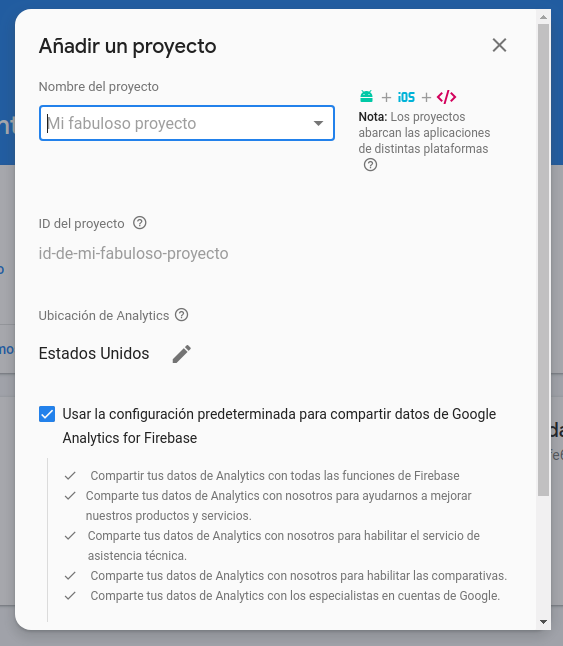 Añadir un proyecto
Nombre del proyecto
Mi fabuloso proyecto
+ iOS + </>
Nota: Los proyectos
abarcan las aplicaciones
de distintas plataformas
ID del proyecto
id-de-mi-fabuloso-proyecto
Ubicación de Analytics
Estados Unidos
Usar la configuración predeterminada para compartir datos de Google
Analytics for Firebase
Compartir tus datos de Analytics con todas las funciones de Firebase
Comparte tus datos de Analytics con nosotros para ayudarnos a mejorar
nuestros productos y servicios.
Comparte tus datos de Analytics con nosotros para habilitar el servicio de
asistencia técnica.
Comparte tus datos de Analytics con nosotros para habilitar las comparativas.
Comparte tus datos de Analytics con los especialistas en cuentas de Google.